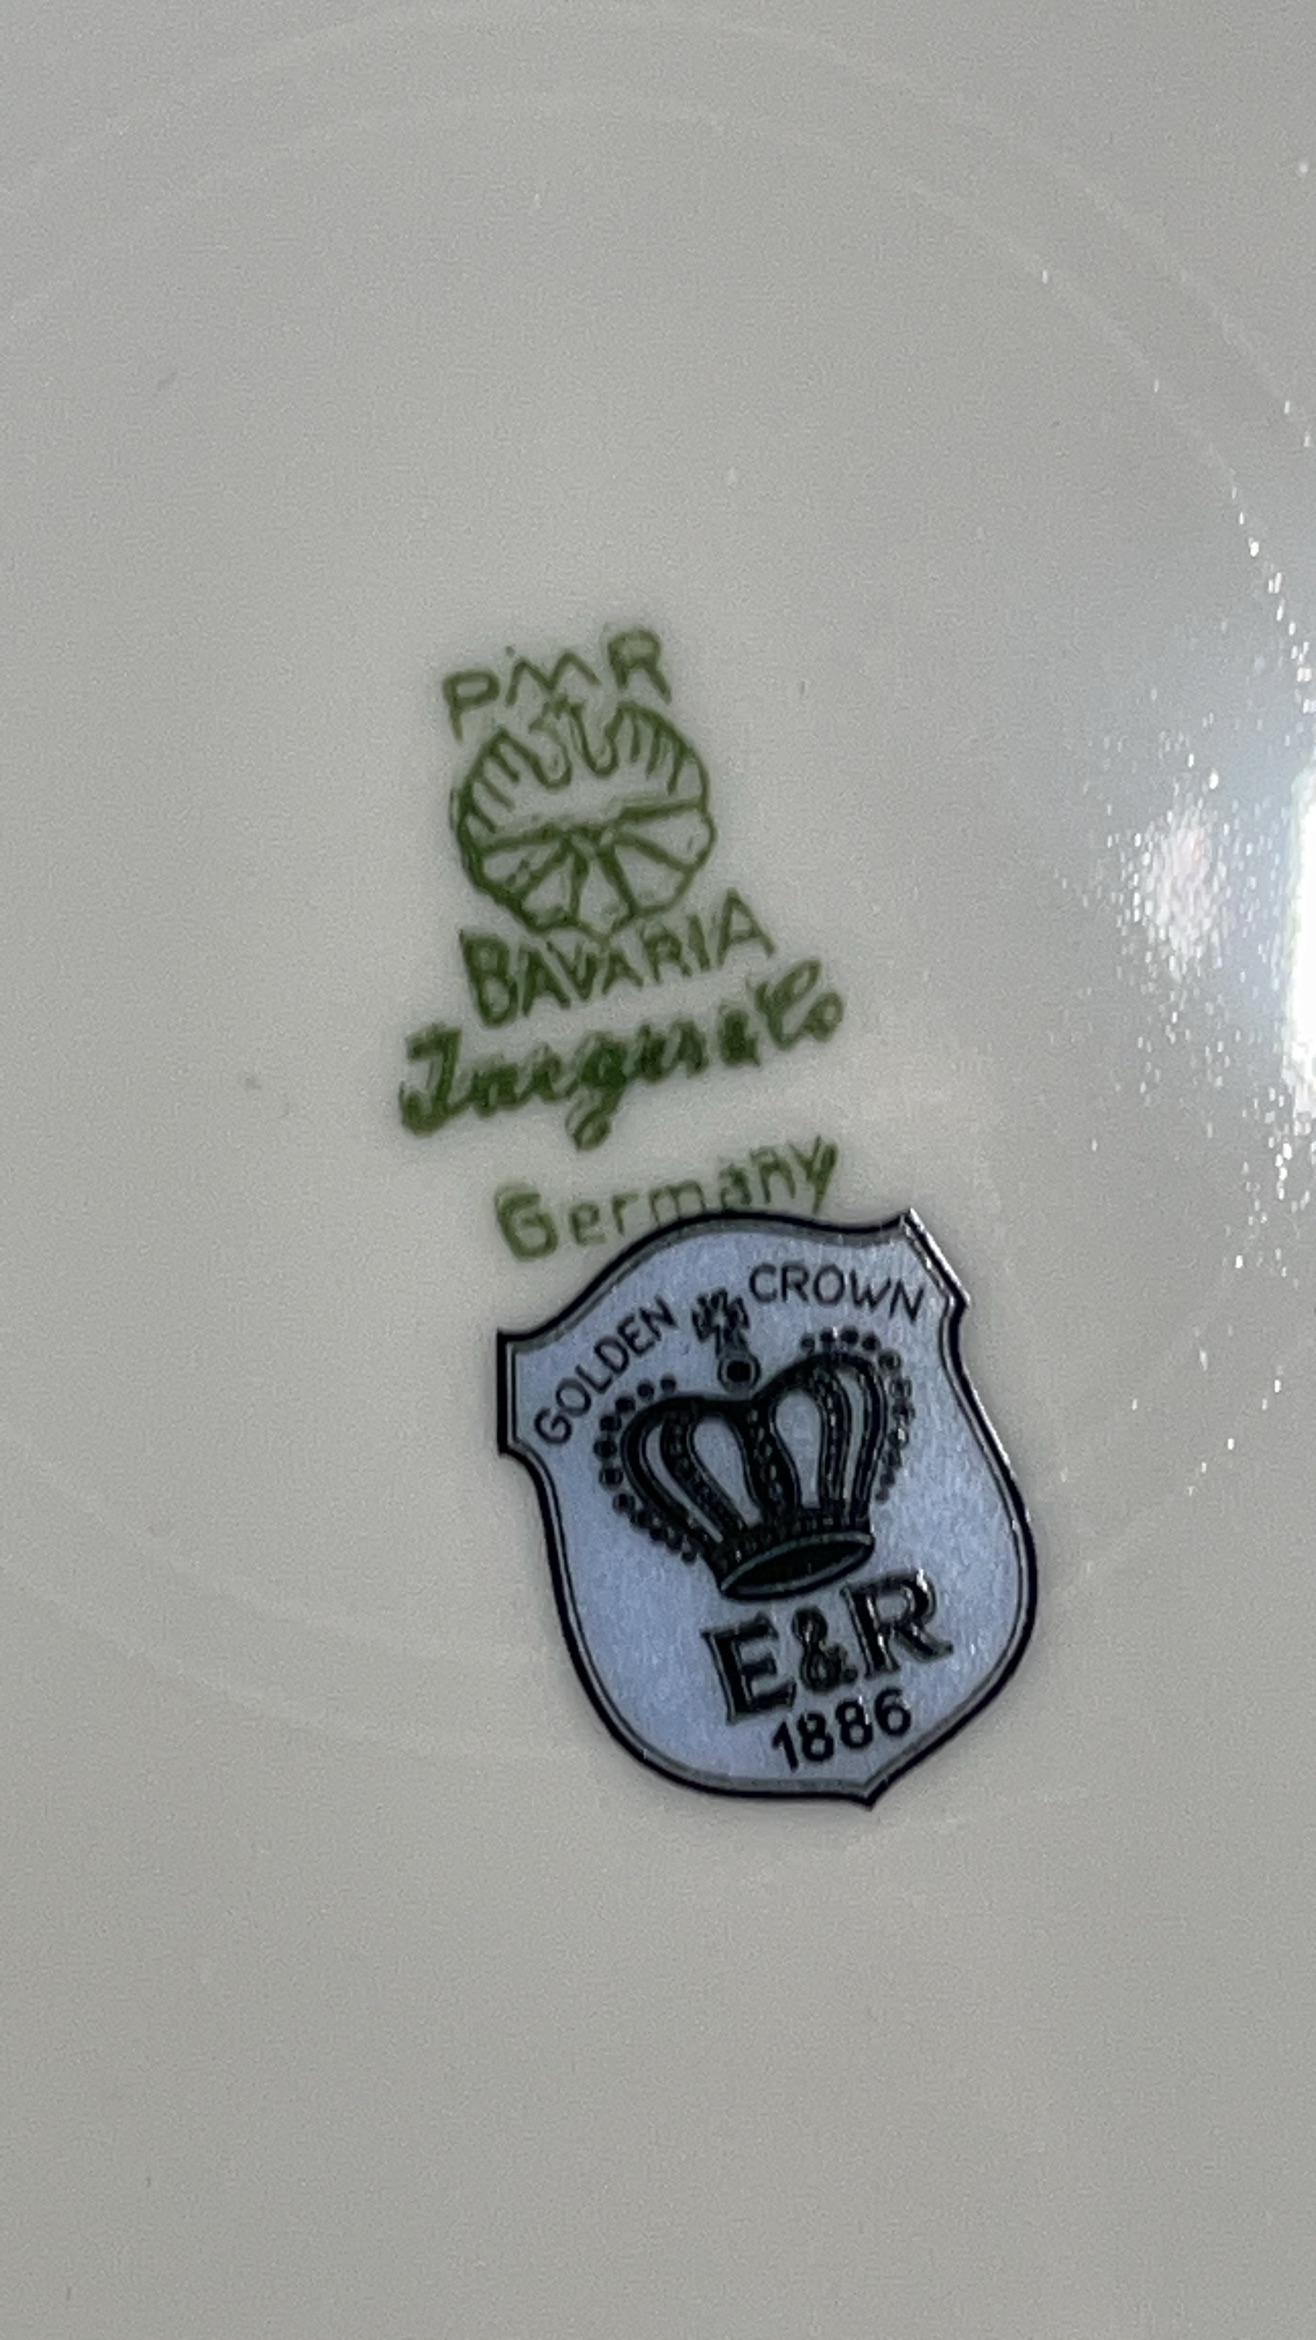 PMR
BAVARIA
Jaeger & Co
Germany
GOLDEN CROWN
E&R
1886